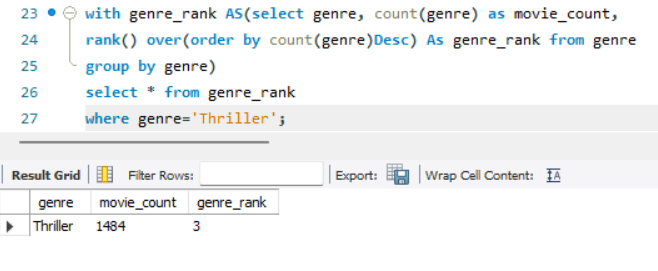 23 with genre_rank AS(select genre, count(genre) as movie_count,
24 rank() over(order by count(genre)Desc) As genre_rank from genre
25 group by genre)
26 select * from genre_rank
27 where genre='Thriller';
Result Grid Filter Rows: Export: Wrap Cell Content: IA
genre movie_count genre_rank
Thriller 1484 3